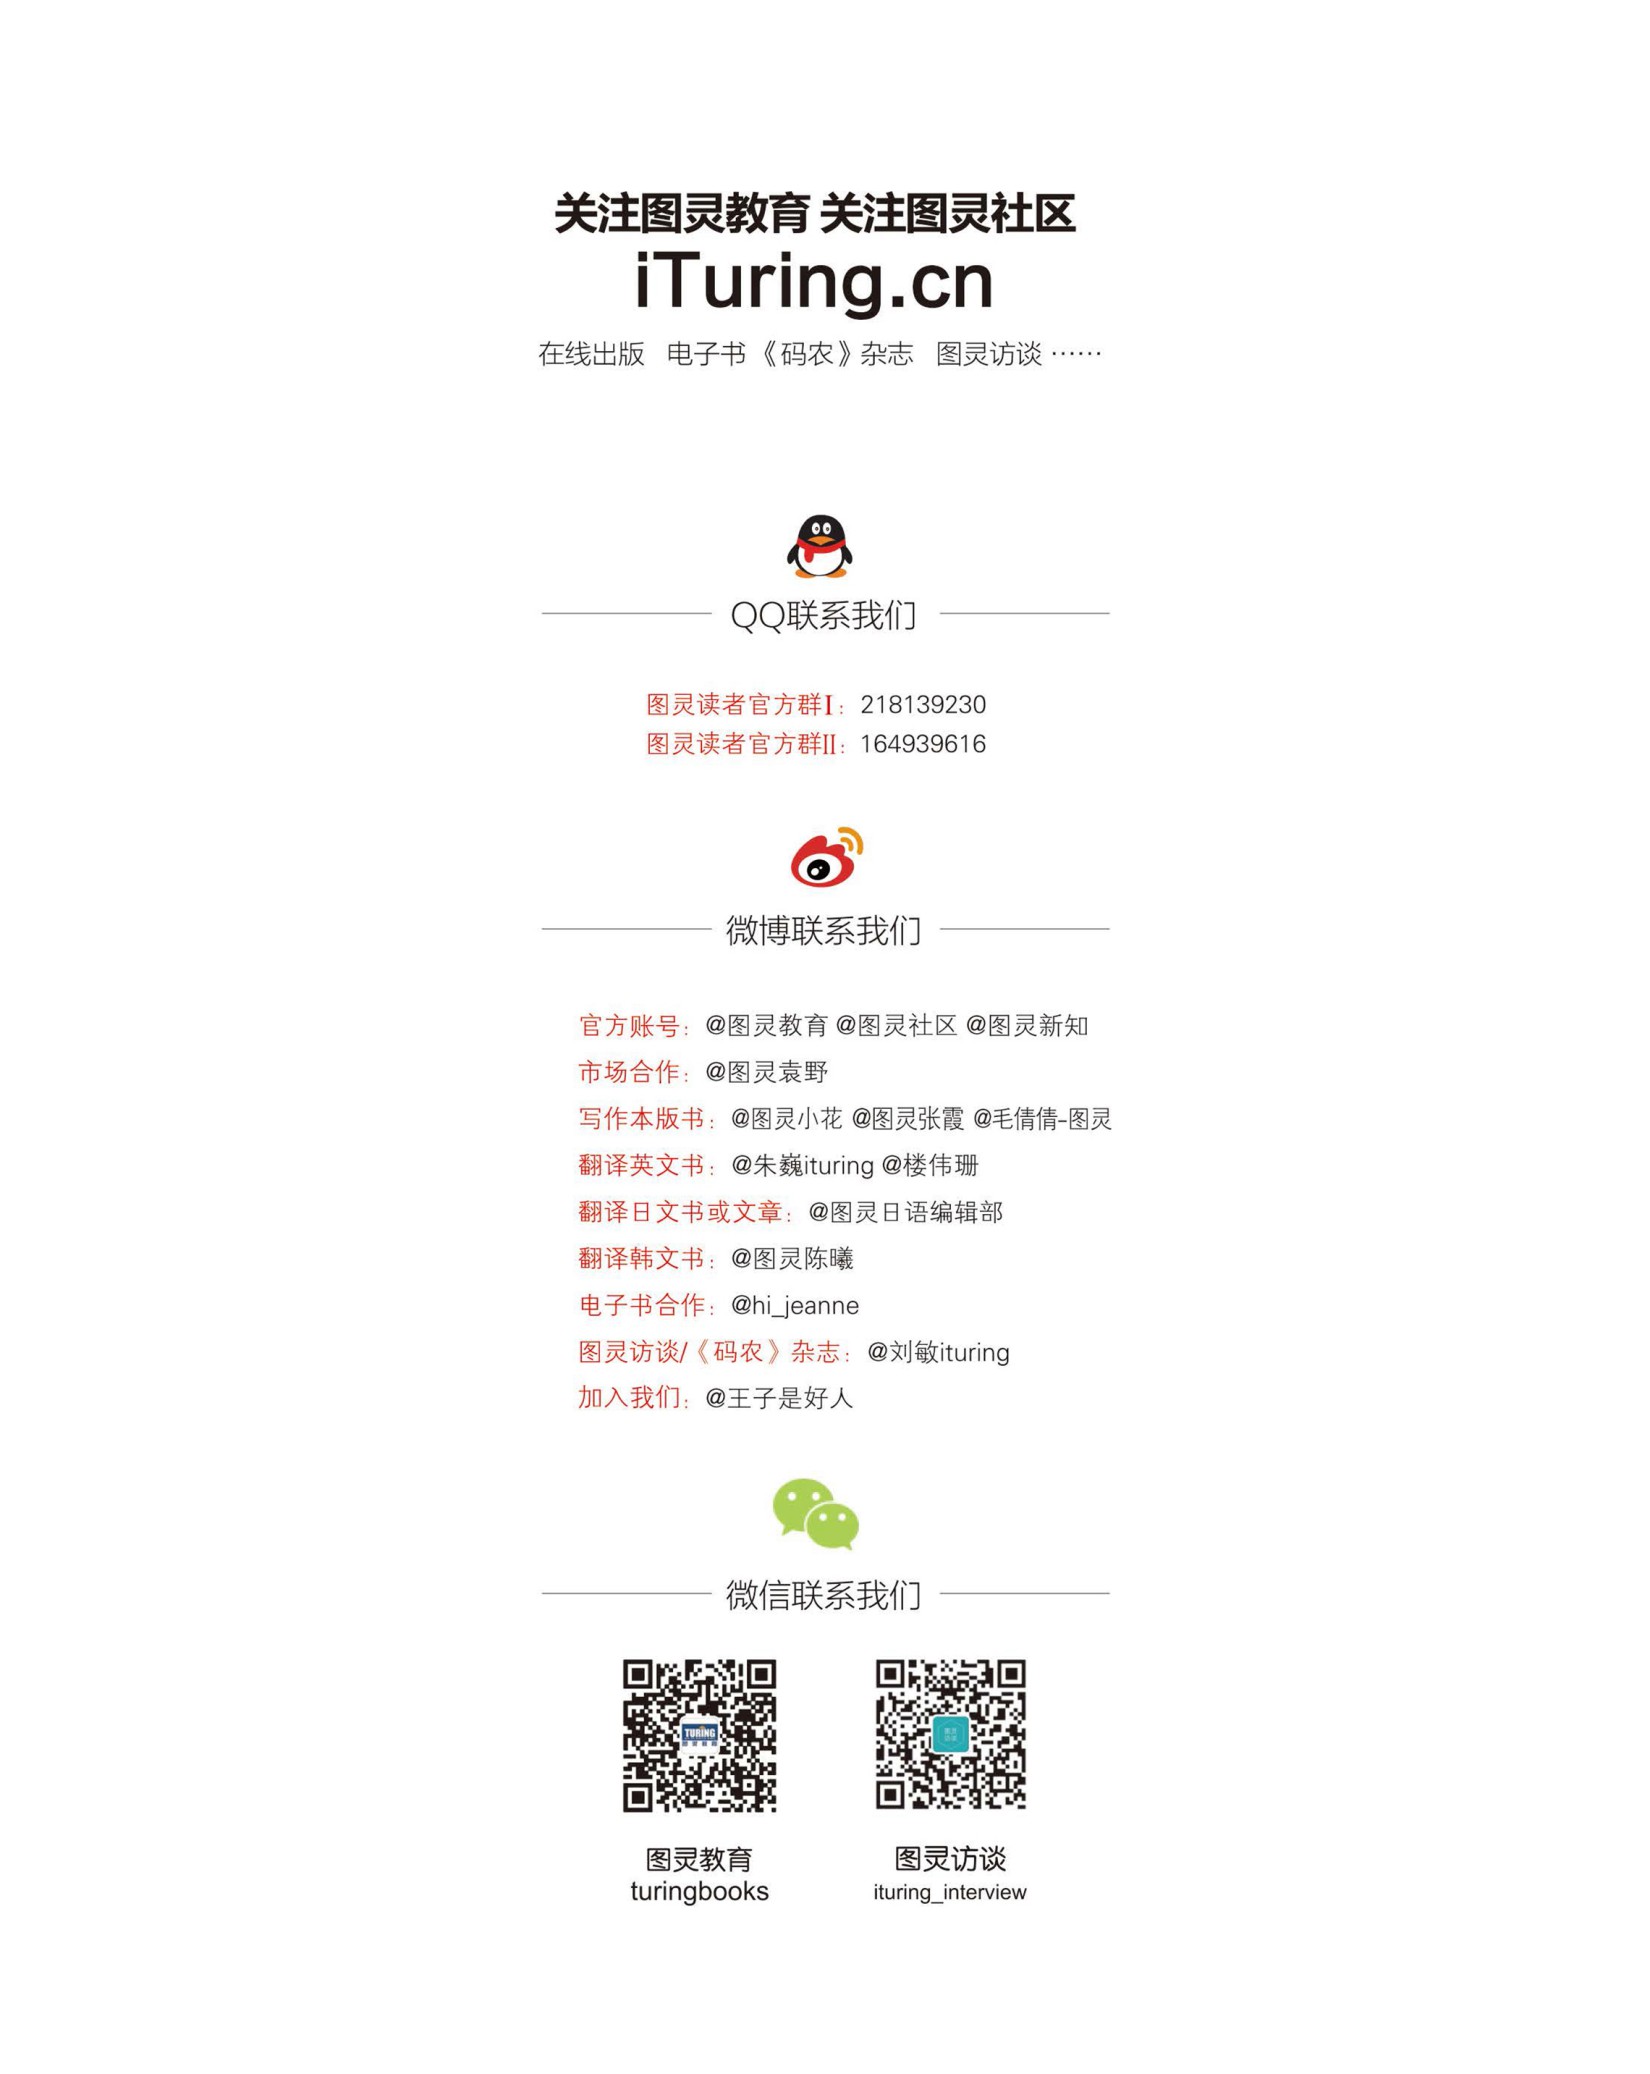 关注图灵教育 关注图灵社区
iTuring.cn
在线出版 电子书《码农》杂志 图灵访谈 ……
QQ联系我们
图灵读者官方群I：218139230
图灵读者官方群II：164939616
微博联系我们
官方账号：@图灵教育 @图灵社区 @图灵新知
市场合作：@图灵袁野
写作本版书：@图灵小花 @图灵张霞 @毛倩倩-图灵
翻译英文书：@朱巍ituring @楼伟珊
翻译日文书或文章：@图灵日语编辑部
翻译韩文书：@图灵陈曦
电子书合作：@hi_jeanne
图灵访谈/《码农》杂志：@刘敏ituring
加入我们：@王子是好人
微信联系我们
TURING
图灵教育
turingbooks
图灵访谈
ituring_interview